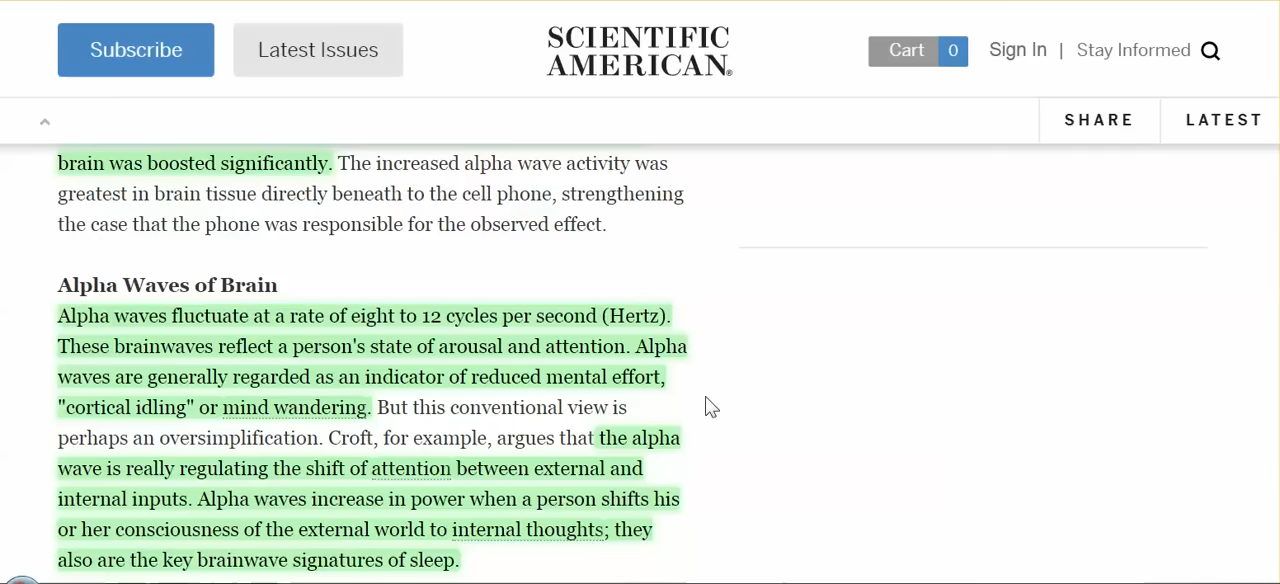 Subscribe
Latest Issues
SCIENTIFIC
AMERICAN®
Cart 0
Sign In | Stay Informed
SHARE
LATEST
brain was boosted significantly. The increased alpha wave activity was
greatest in brain tissue directly beneath to the cell phone, strengthening
the case that the phone was responsible for the observed effect.
Alpha Waves of Brain
Alpha waves fluctuate at a rate of eight to 12 cycles per second (Hertz).
These brainwaves reflect a person's state of arousal and attention. Alpha
waves are generally regarded as an indicator of reduced mental effort,
"cortical idling" or mind wandering. But this conventional view is
perhaps an oversimplification. Croft, for example, argues that the alpha
wave is really regulating the shift of attention between external and
internal inputs. Alpha waves increase in power when a person shifts his
or her consciousness of the external world to internal thoughts; they
also are the key brainwave signatures of sleep.